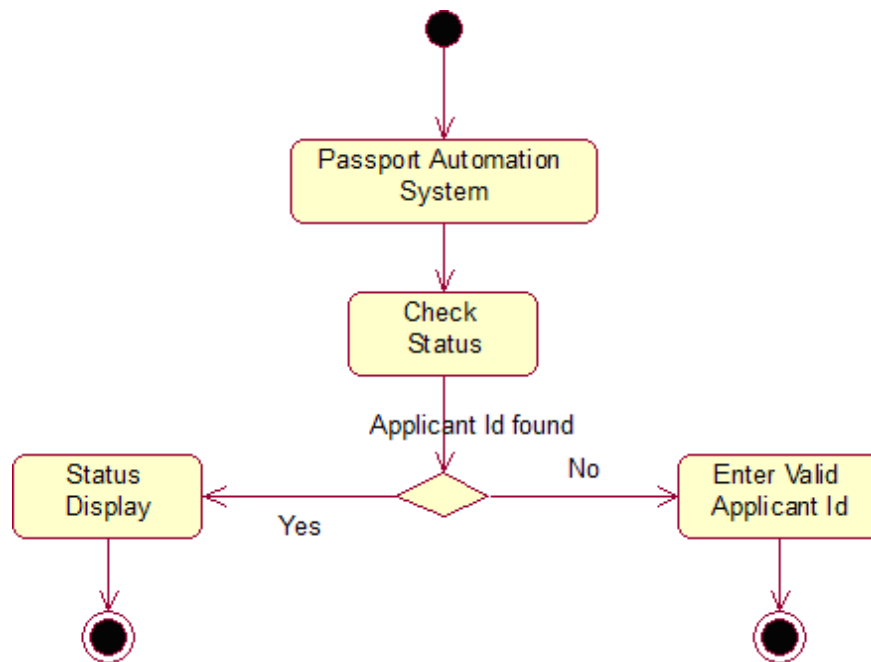 Passport Automation
System
Check
Status
Applicant Id found
Status
Display
Yes
No
Enter Valid
Applicant Id